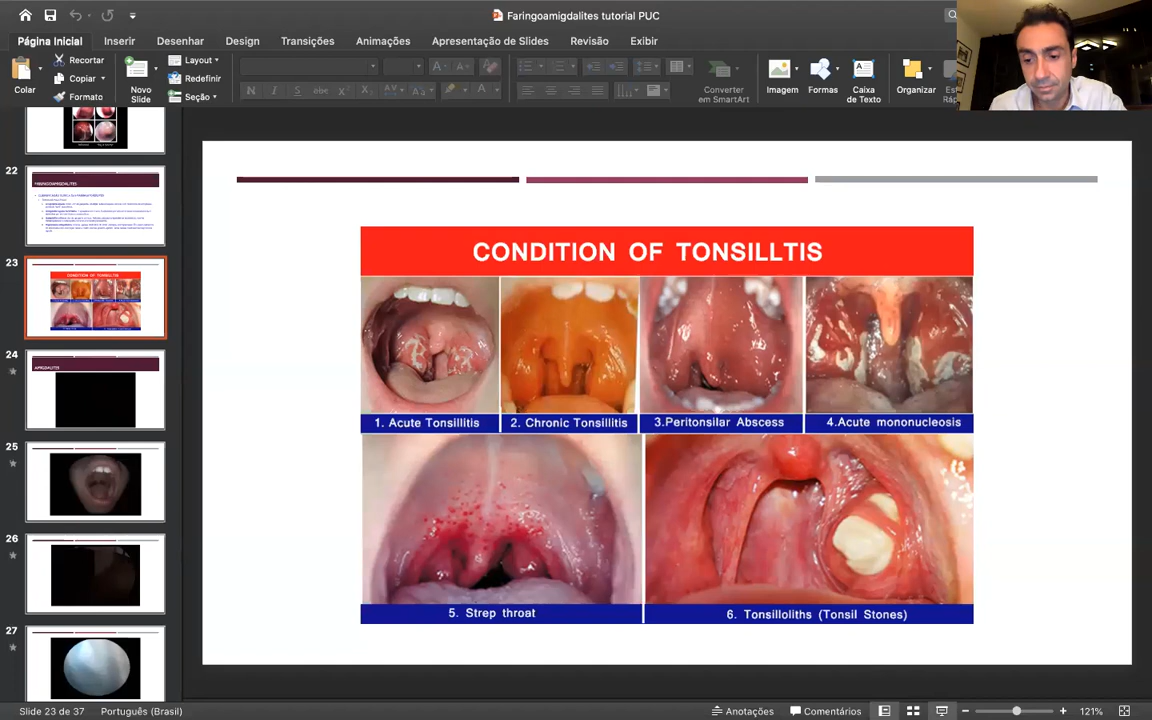 Faringoamigdalites tutorial PUC
Página Inicial Inserir Desenhar Design Transições Animações Apresentação de Slides Revisão Exibir
Colar
Recortar
Copiar
Formato
Novo
Slide
Layout
Redefinir
Seção
Converter
em SmartArt
Imagem
Formas
Caixa
de Texto
Organizar
22
23
24
25
26
27
CONDITION OF TONSILLTIS
1. Acute Tonsillitis
2. Chronic Tonsillitis
3.Peritonsilar Abscess
4.Acute mononucleosis
5. Strep throat
6. Tonsilloliths (Tonsil Stones)
Slide 23 de 37 Português (Brasil) Anotações Comentários 121%